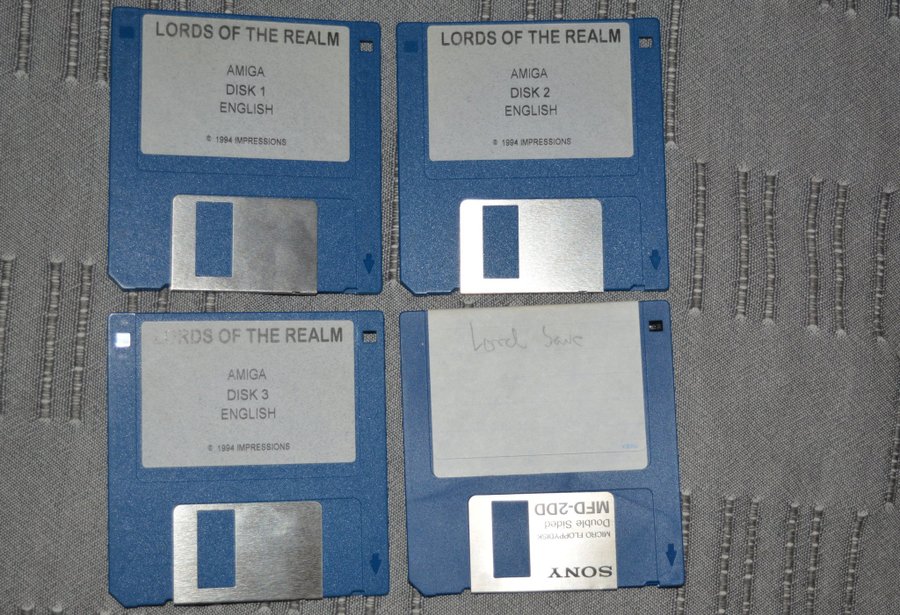 LORDS OF THE REALM
AMIGA
DISK 1
ENGLISH
© 1994 IMPRESSIONS
LORDS OF THE REALM
AMIGA
DISK 2
ENGLISH
© 1994 IMPRESSIONS
LORDS OF THE REALM
AMIGA
DISK 3
ENGLISH
© 1994 IMPRESSIONS
Lord Save
SONY
MICRO FLOPPYDISK
Double Sided
MFD-2DD